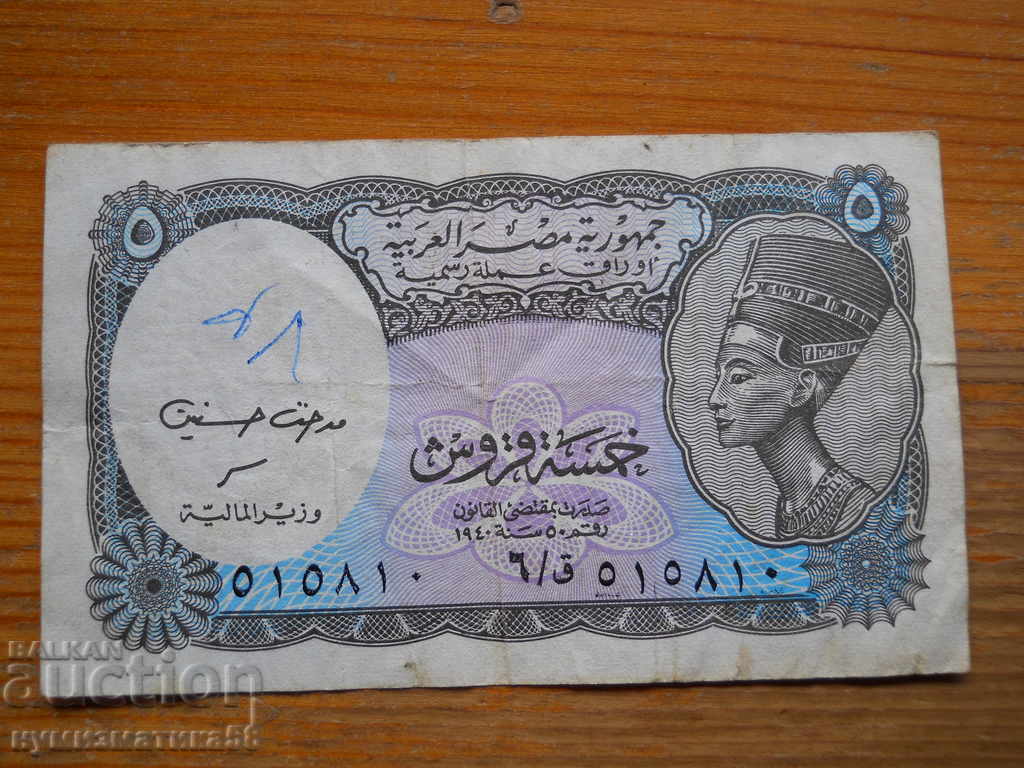 جمهورية مصر العربية
أوراق عملة رسمية
٥
٥
مدحت حسنين
وزير المالية
خمسة قروش
صدرت بمقتضى القانون
رقم ٥٠ سنة ١٩٤٠
٥١٥٨١٠
٦/ق ٥١٥٨١٠
BALKAN
auction
нумизматика58